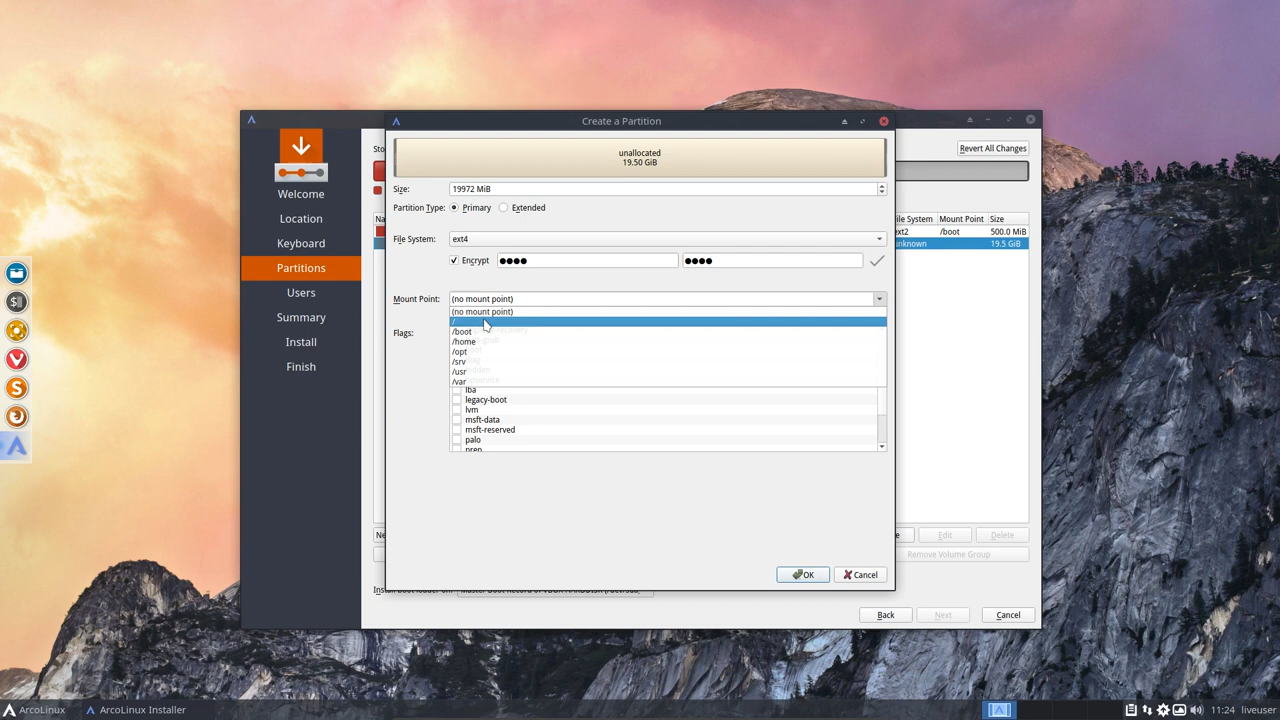 Create a Partition
unallocated
19.50 GiB
Size:
19972 MiB
Partition Type:
Primary
Extended
File System:
ext4
Encrypt
Mount Point:
(no mount point)
(no mount point)
/
/boot
/home
/opt
/srv
/usr
/var
Flags:
lba
legacy-boot
lvm
msft-data
msft-reserved
palo
prep
OK
Cancel
Welcome
Location
Keyboard
Partitions
Users
Summary
Install
Finish
Sto
Revert All Changes
Na
File System
Mount Point
Size
ext2
/boot
500.0 MiB
unknown
19.5 GiB
Ne
e
Edit
Delete
Remove Volume Group
Back
Next
Cancel
ArcoLinux
ArcoLinux Installer
11:24
liveuser